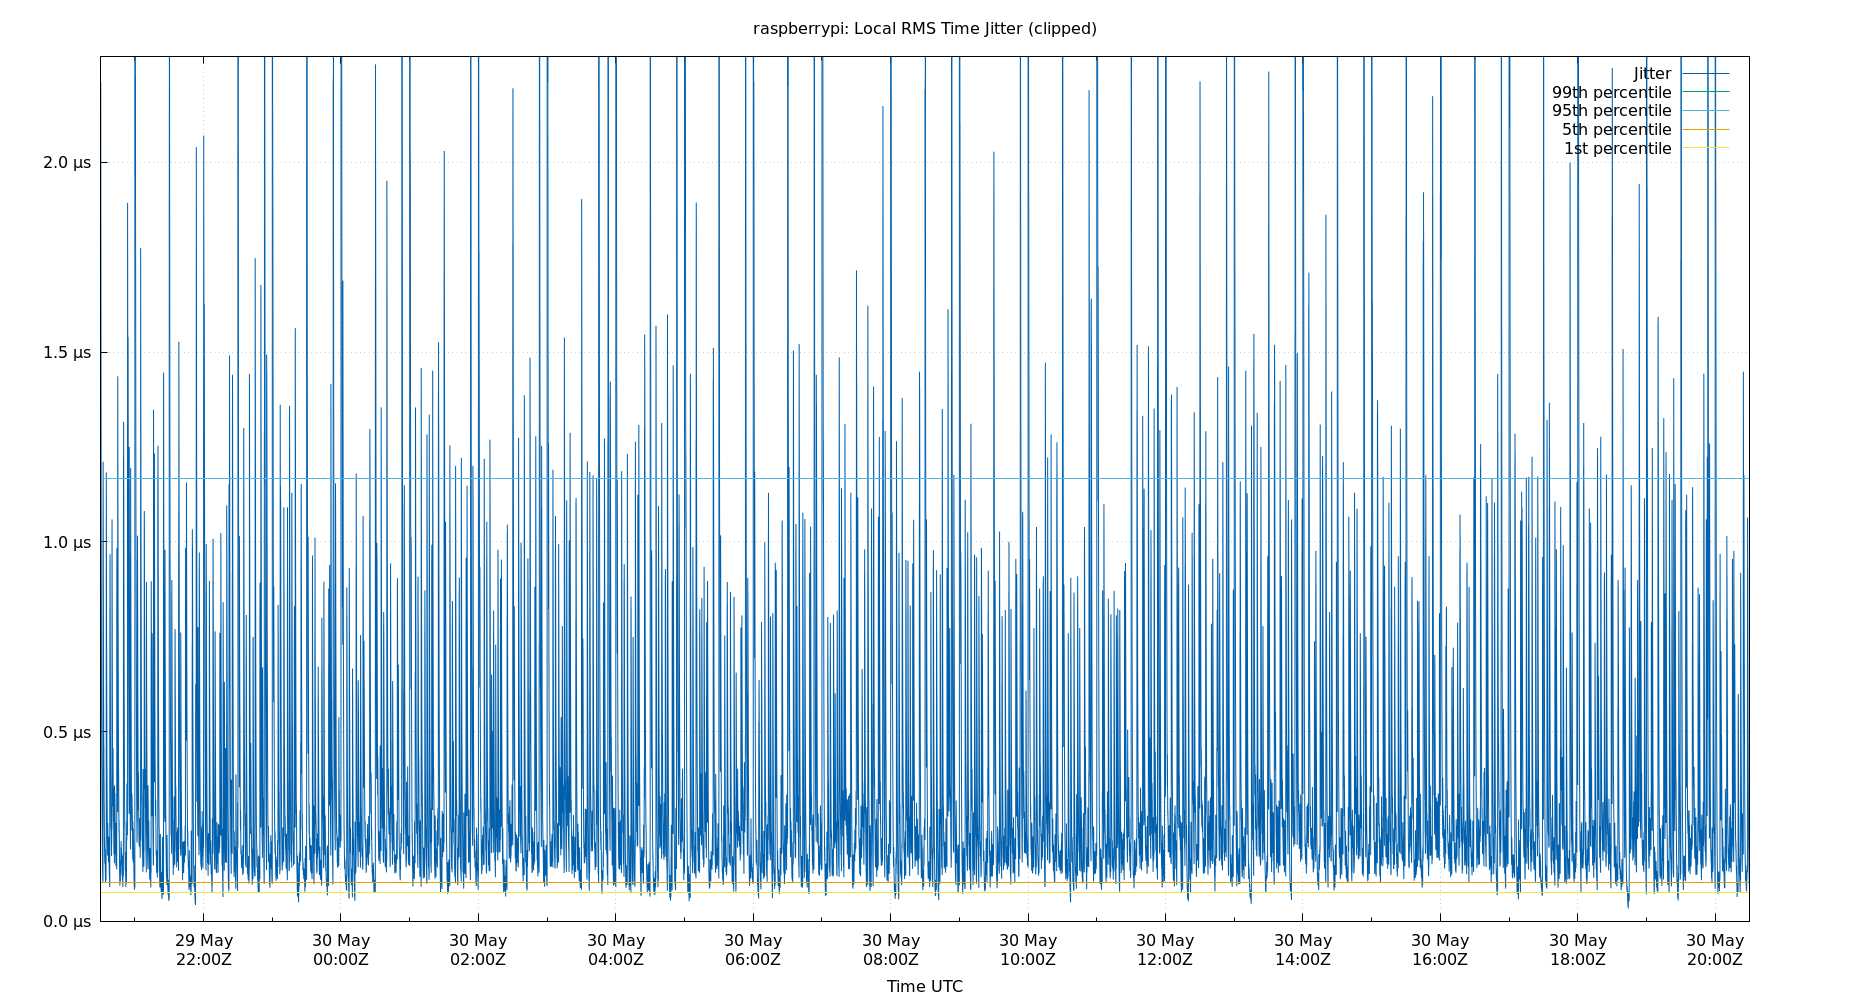 raspberrypi: Local RMS Time Jitter (clipped)
Jitter
99th percentile
95th percentile
5th percentile
1st percentile
2.0 μs
1.5 μs
1.0 μs
0.5 μs
0.0 μs
29 May 30 May 30 May 30 May 30 May 30 May 30 May 30 May 30 May 30 May 30 May 30 May
22:00Z 00:00Z 02:00Z 04:00Z 06:00Z 08:00Z 10:00Z 12:00Z 14:00Z 16:00Z 18:00Z 20:00Z
Time UTC